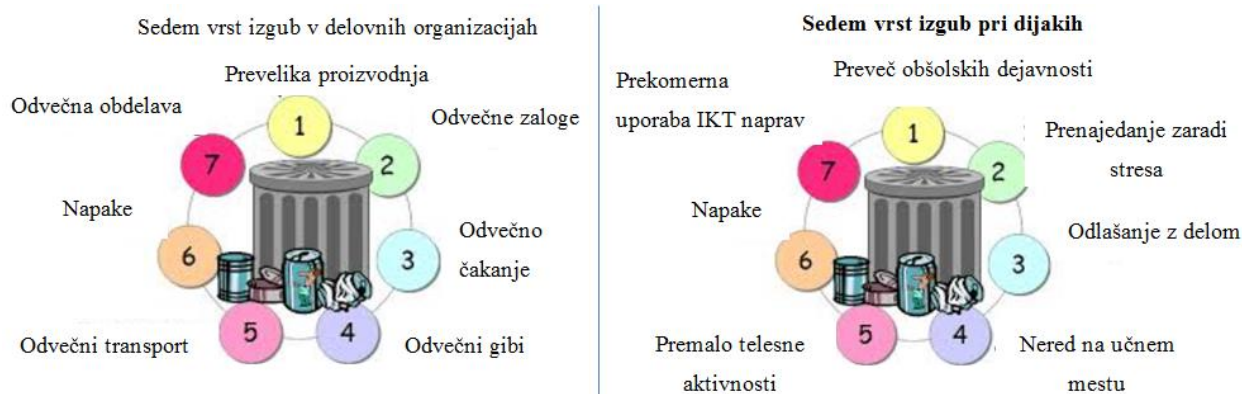 Sedem vrst izgub v delovnih organizacijah
Prevelika proizvodnja
1
Odvečne zaloge
2
Odvečno
čakanje
3
Odvečni gibi
4
Odvečni transport
5
Napake
6
Odvečna obdelava
7
Sedem vrst izgub pri dijakih
Preveč obšolskih dejavnosti
1
Prenajedanje zaradi
stresa
2
Odlašanje z delom
3
Nered na učnem
mestu
4
Premalo telesne
aktivnosti
5
Napake
6
Prekomerna
uporaba IKT naprav
7